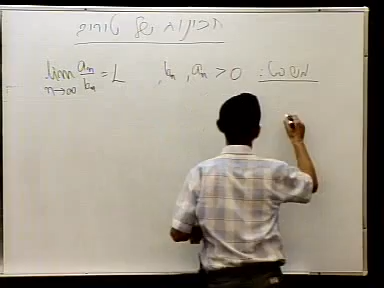 תכונות של טורים
משפט: b_n , a_n > 0 , lim_{n→∞} a_n/b_n = L